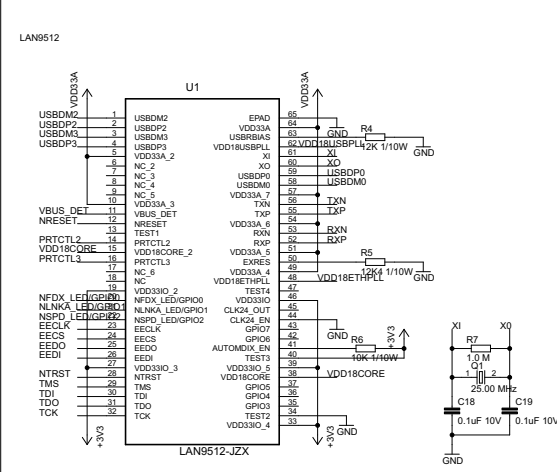 LAN9512
VDD33A
VDD33A
U1
USBDM2 1 USBDM2 EPAD 65
USBDP2 2 USBDP2 VDD33A 64 GND R4
USBDM3 3 USBDM3 USBRBIAS 63
USBDP3 4 USBDP3 VDD18USBPLL 62 VDD18USBPLL 12K 1/10W GND
5 VDD33A_2 XI 61 XI
6 NC_2 XO 60 XO
7 NC_3 USBDP0 59 USBDP0
8 NC_4 USBDM0 58 USBDM0
9 NC_5 VDD33A_7 57
10 VDD33A_3 TXN 56 TXN
VBUS_DET 11 VBUS_DET TXP 55 TXP
NRESET 12 NRESET VDD33A_6 54
13 TEST1 RXN 53 RXN
PRTCTL2 14 PRTCTL2 RXP 52 RXP
VDD18CORE 15 VDD18CORE_2 VDD33A_5 51 R5
PRTCTL3 16 PRTCTL3 EXRES 50
17 NC_6 VDD33A_4 49 12K4 1/10W GND
18 NC VDD18ETHPLL 48 VDD18ETHPLL
19 VDD33IO_2 TEST4 47
NFDX_LED/GPIO0 20 NFDX_LED/GPIO0 VDD33IO 46
NLNKA_LED/GPIO1 21 NLNKA_LED/GPIO1 CLK24_OUT 45
NSPD_LED/GPIO2 22 NSPD_LED/GPIO2 CLK24_EN 44
EECLK 23 EECLK GPIO7 43 GND R6 +3V3
EECS 24 EECS GPIO6 42
EEDO 25 EEDO AUTOMDIX_EN 41
EEDI 26 EEDI TEST3 40 10K 1/10W
27 VDD33IO_3 VDD33IO_5 39
NTRST 28 NTRST VDD18CORE 38 VDD18CORE
TMS 29 TMS GPIO5 37
TDI 30 TDI GPIO4 36
TDO 31 TDO GPIO3 35
TCK 32 TCK TEST2 34
VDD33IO_4 33 GND
+3V3
+3V3
LAN9512-JZX
XI X0
R7
1.0 M
Q1
1 2
25.00 MHz
C18 C19
0.1uF 10V 0.1uF 10V
GND